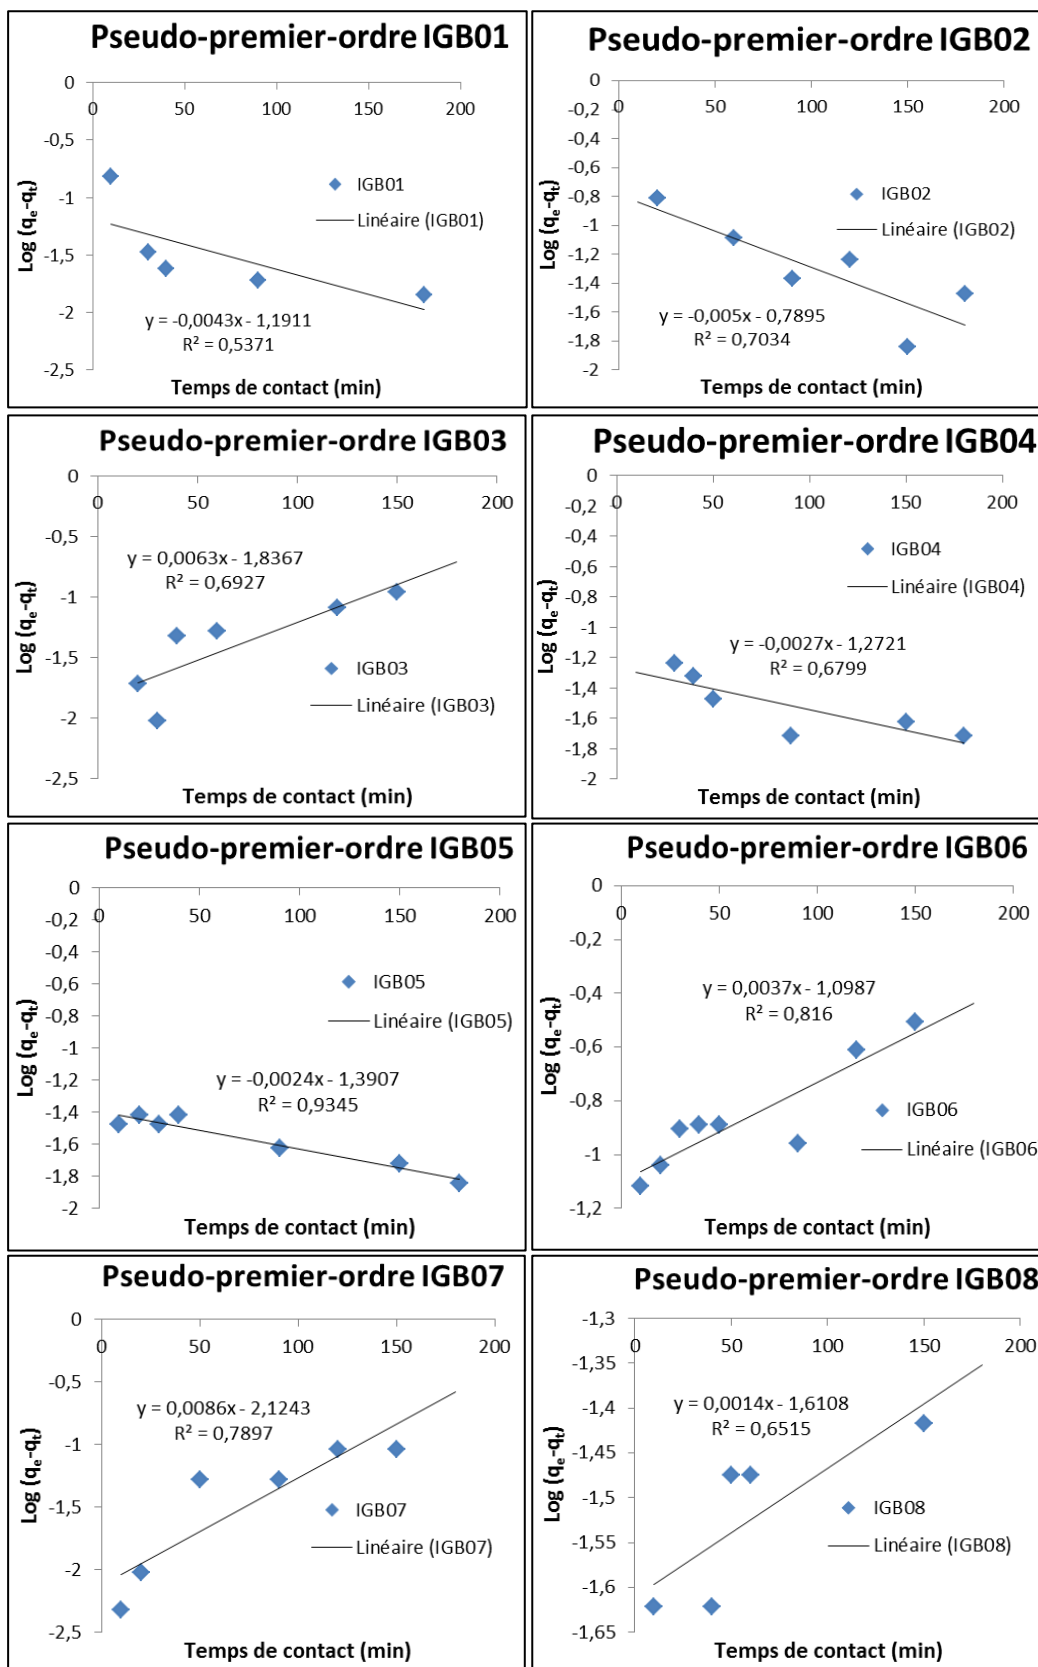 Pseudo-premier-ordre IGB01
0
0 50 100 150 200
-0,5
-1
-1,5
-2
-2,5
Log (qe-qt)
IGB01
Linéaire (IGB01)
y = -0,0043x - 1,1911
R² = 0,5371
Temps de contact (min)
Pseudo-premier-ordre IGB02
0
0 50 100 150 200
-0,2
-0,4
-0,6
-0,8
-1
-1,2
-1,4
-1,6
-1,8
-2
Log (qe-qt)
IGB02
Linéaire (IGB02)
y = -0,005x - 0,7895
R² = 0,7034
Temps de contact (min)
Pseudo-premier-ordre IGB03
0
0 50 100 150 200
-0,5
-1
-1,5
-2
-2,5
Log (qe-qt)
y = 0,0063x - 1,8367
R² = 0,6927
IGB03
Linéaire (IGB03)
Temps de contact (min)
Pseudo-premier-ordre IGB04
0
0 50 100 150 200
-0,2
-0,4
-0,6
-0,8
-1
-1,2
-1,4
-1,6
-1,8
-2
Log (qe-qt)
IGB04
Linéaire (IGB04)
y = -0,0027x - 1,2721
R² = 0,6799
Temps de contact (min)
Pseudo-premier-ordre IGB05
0
0 50 100 150 200
-0,2
-0,4
-0,6
-0,8
-1
-1,2
-1,4
-1,6
-1,8
-2
Log (qe-qt)
IGB05
Linéaire (IGB05)
y = -0,0024x - 1,3907
R² = 0,9345
Temps de contact (min)
Pseudo-premier-ordre IGB06
0
0 50 100 150 200
-0,2
-0,4
-0,6
-0,8
-1
-1,2
Log (qe-qt)
y = 0,0037x - 1,0987
R² = 0,816
IGB06
Linéaire (IGB06
Temps de contact (min)
Pseudo-premier-ordre IGB07
0
0 50 100 150 200
-0,5
-1
-1,5
-2
-2,5
Log (qe-qt)
y = 0,0086x - 2,1243
R² = 0,7897
IGB07
Linéaire (IGB07)
Temps de contact (min)
Pseudo-premier-ordre IGB08
-1,3
0 50 100 150 200
-1,35
-1,4
-1,45
-1,5
-1,55
-1,6
-1,65
Log (qe-qt)
y = 0,0014x - 1,6108
R² = 0,6515
IGB08
Linéaire (IGB08)
Temps de contact (min)